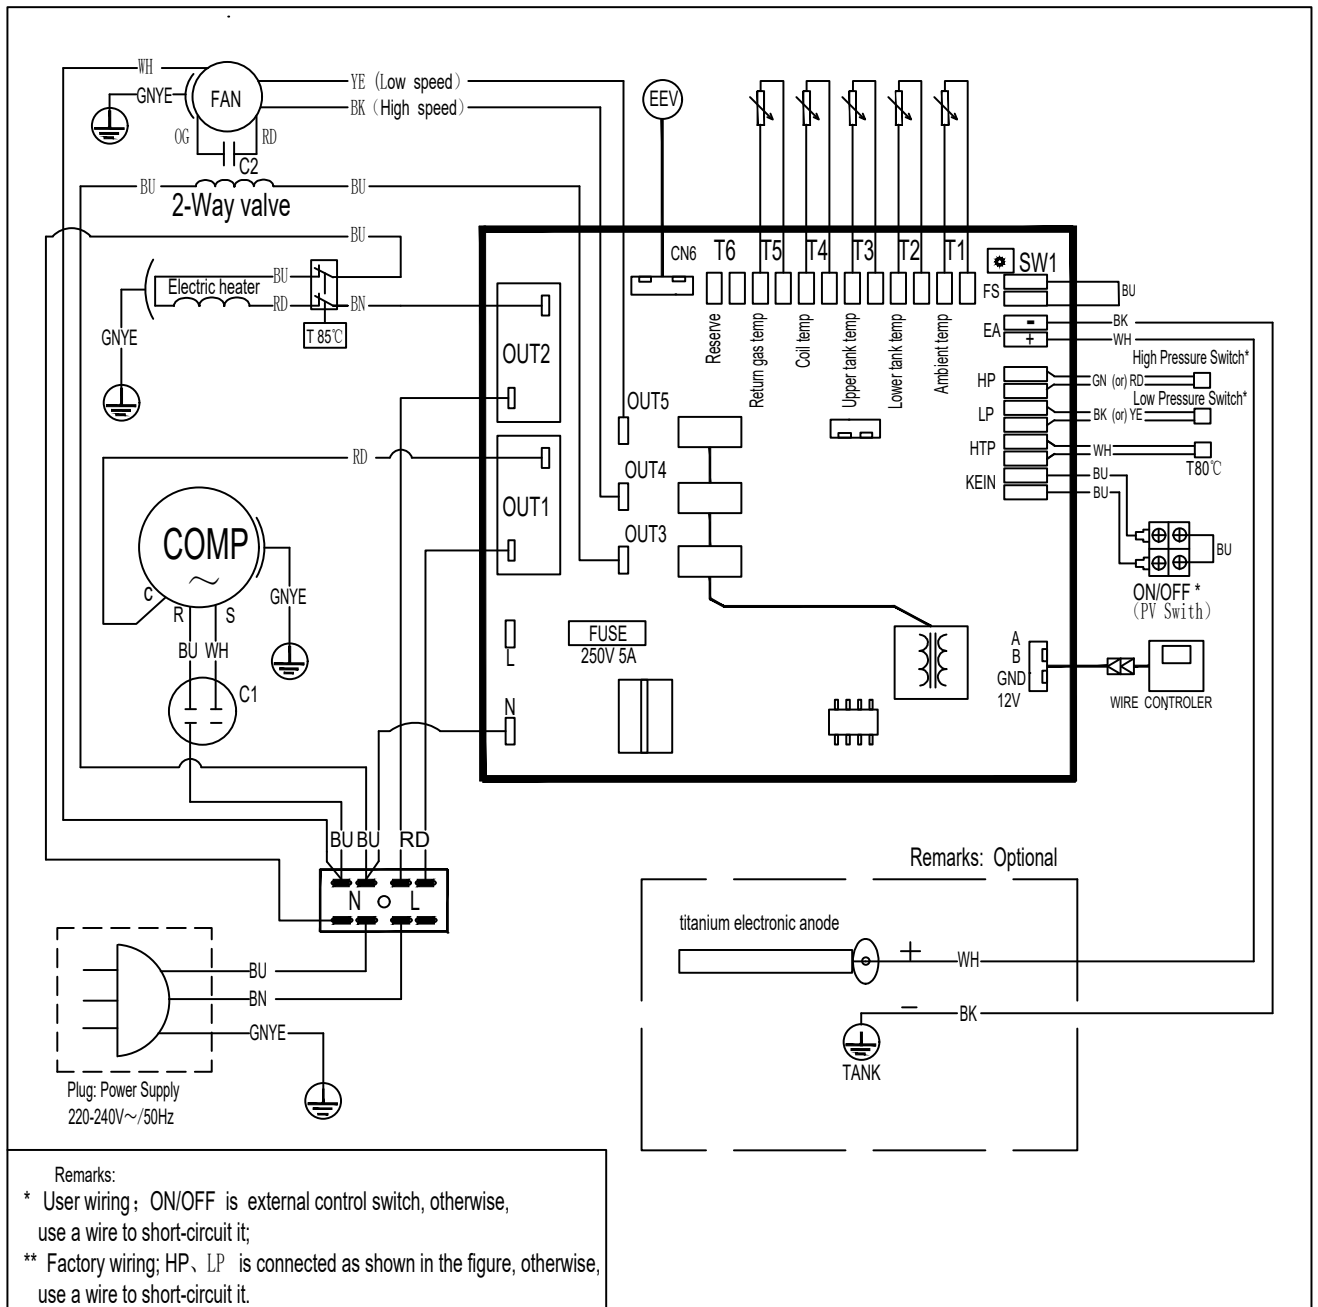 WH
GNYE
FAN
YE (Low speed)
BK (High speed)
OG
RD
C2
BU
BU
2-Way valve
BU
Electric heater
BU
RD
BN
T 85℃
GNYE
EEV
CN6
T6
T5
T4
T3
T2
T1
SW1
Reserve
Return gas temp
Coil temp
Upper tank temp
Lower tank temp
Ambient temp
FS
BU
EA
-
+
BK
WH
High Pressure Switch*
HP
GN (or) RD
Low Pressure Switch*
LP
BK (or) YE
HTP
WH
T80℃
KEIN
BU
BU
BU
ON/OFF *
(PV Swith)
OUT2
OUT5
OUT4
OUT3
OUT1
RD
COMP
~
C
R
S
GNYE
BU
WH
C1
L
FUSE
250V 5A
N
A
B
GND
12V
WIRE CONTROLER
BU
BU
RD
N
L
Remarks: Optional
titanium electronic anode
+
WH
−
BK
TANK
BU
BN
GNYE
Plug: Power Supply
220-240V～/50Hz
Remarks:
* User wiring；ON/OFF is external control switch, otherwise,
use a wire to short-circuit it;
** Factory wiring; HP、LP is connected as shown in the figure, otherwise,
use a wire to short-circuit it.